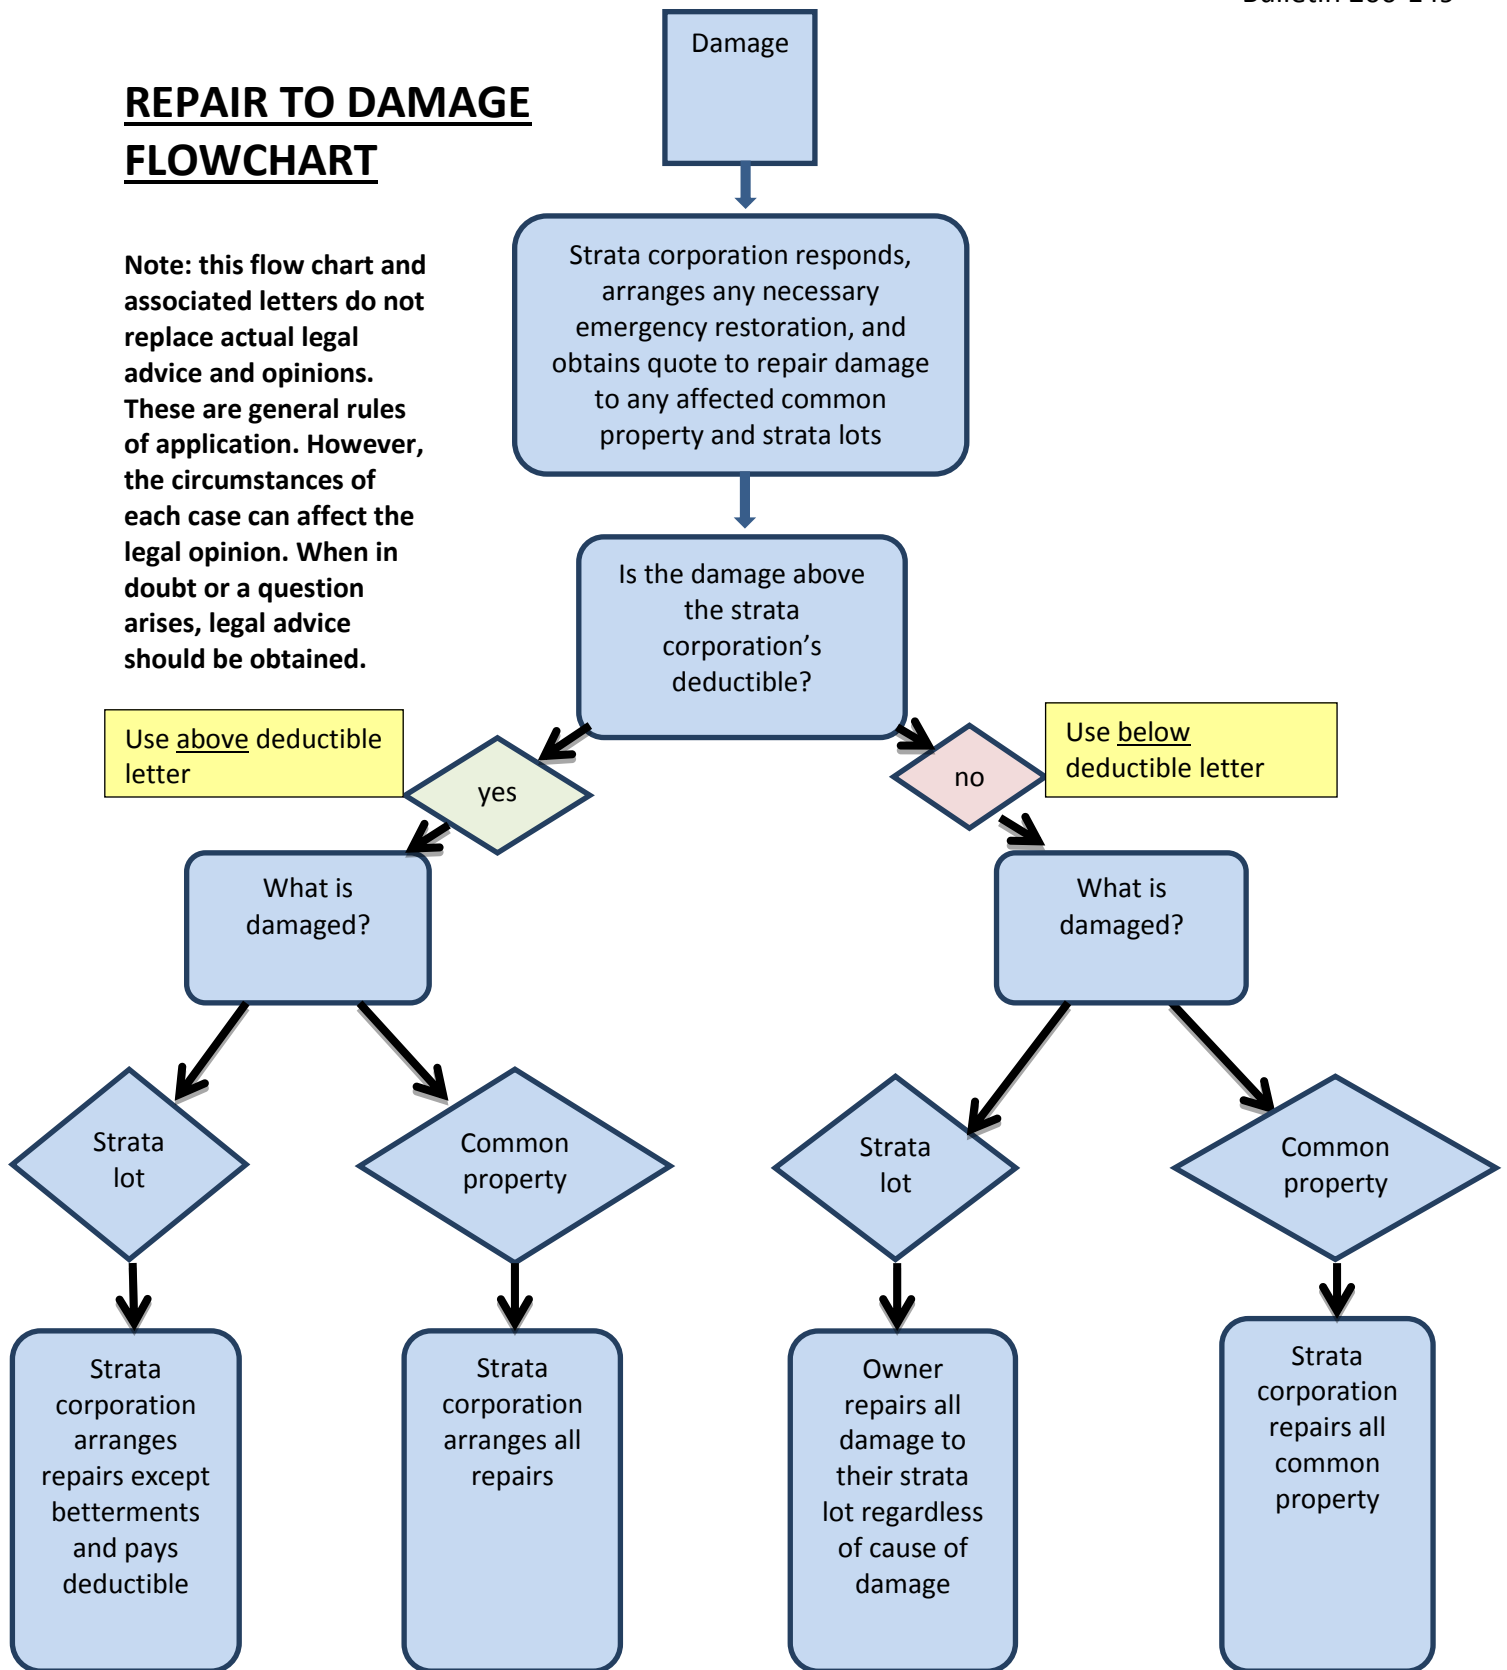 Damage
REPAIR TO DAMAGE
FLOWCHART
Note: this flow chart and
associated letters do not
replace actual legal
advice and opinions.
These are general rules
of application. However,
the circumstances of
each case can affect the
legal opinion. When in
doubt or a question
arises, legal advice
should be obtained.
Strata corporation responds,
arranges any necessary
emergency restoration, and
obtains quote to repair damage
to any affected common
property and strata lots
Is the damage above
the strata
corporation’s
deductible?
Use above deductible
letter
yes
no
Use below
deductible letter
What is
damaged?
What is
damaged?
Strata
lot
Common
property
Strata
lot
Common
property
Strata
corporation
arranges
repairs except
betterments
and pays
deductible
Strata
corporation
arranges all
repairs
Owner
repairs all
damage to
their strata
lot regardless
of cause of
damage
Strata
corporation
repairs all
common
property